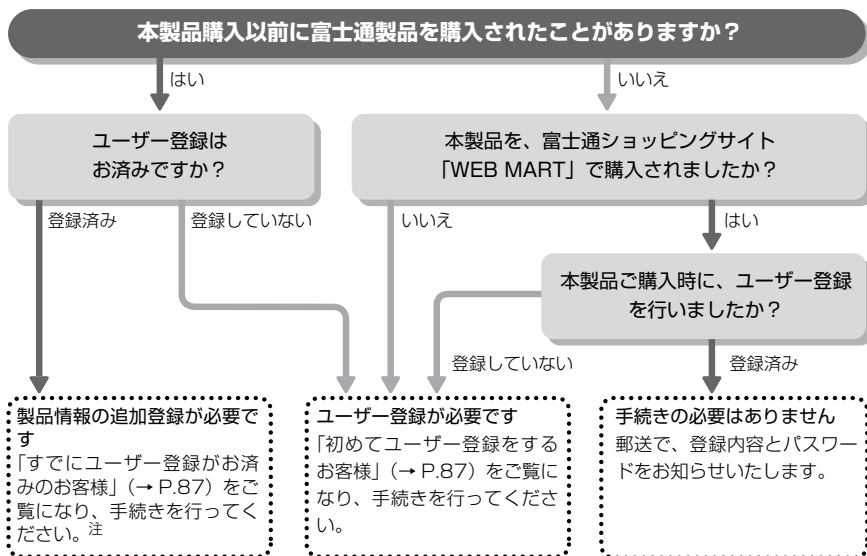 本製品購入以前に富士通製品を購入されたことがありますか？
はい
いいえ
ユーザー登録は
お済みですか？
本製品を、富士通ショッピングサイト
「WEB MART」で購入されましたか？
登録済み
登録していない
いいえ
はい
本製品ご購入時に、ユーザー登録
を行いましたか？
登録していない
登録済み
製品情報の追加登録が必要で
す
「すでにユーザー登録がお済
みのお客様」（→ P.87）をご
覧になり、手続きを行ってく
ださい。注
ユーザー登録が必要です
「初めてユーザー登録をする
お客様」（→ P.87）をご覧に
なり、手続きを行ってくださ
い。
手続きの必要はありません
郵送で、登録内容とパスワー
ドをお知らせいたします。